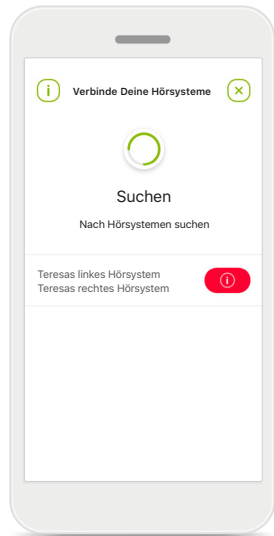 Verbinde Deine Hörsysteme
Suchen
Nach Hörsystemen suchen
Teresas linkes Hörsystem
Teresas rechtes Hörsystem